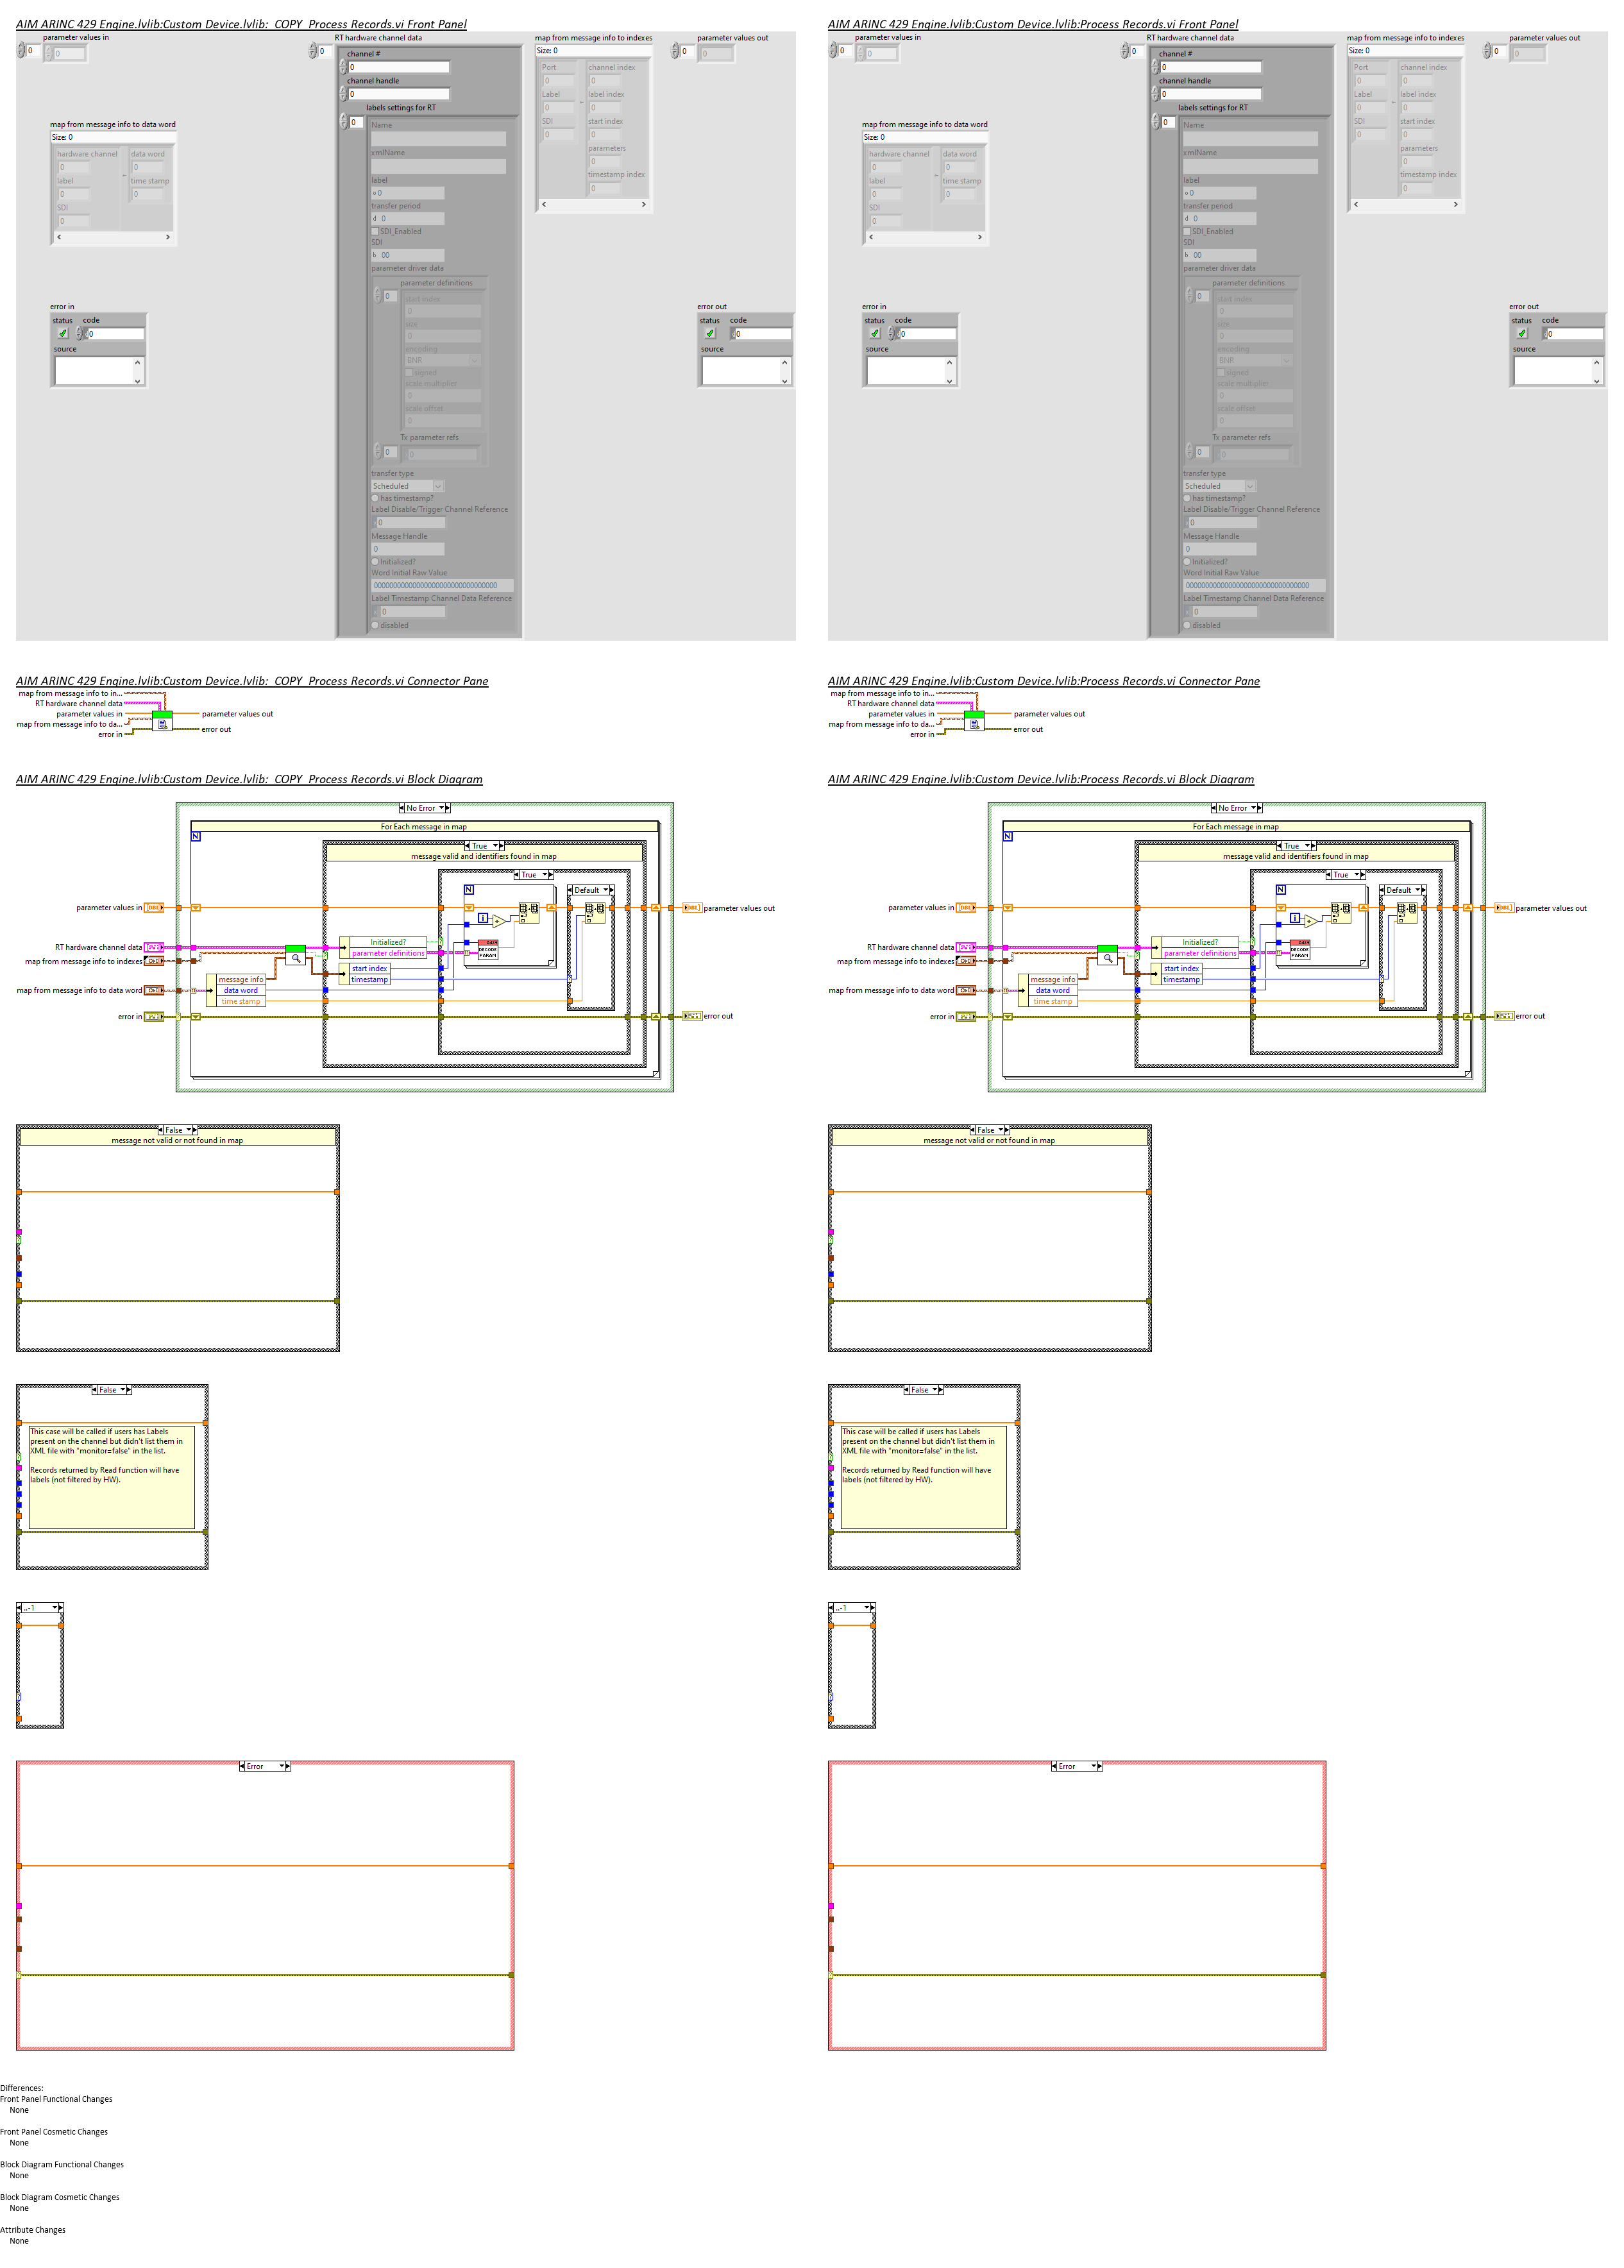 AIM ARINC 429 Engine.lvlib:Custom Device.lvlib:_COPY_Process Records.vi Front Panel
parameter values in
0
0
RT hardware channel data
0
channel #
0
channel handle
0
labels settings for RT
0
Name
xmlName
label
o 0
transfer period
d 0
SDI_Enabled
SDI
b 00
parameter driver data
parameter definitions
0
start index
0
size
0
encoding
BNR
signed
scale multiplier
0
scale offset
0
Tx parameter refs
0
0
transfer type
Scheduled
has timestamp?
Label Disable/Trigger Channel Reference
0
Message Handle
0
Initialized?
Word Initial Raw Value
00000000000000000000000000000000
Label Timestamp Channel Data Reference
0
disabled
map from message info to indexes
Size: 0
Port
channel index
0
0
Label
label index
0
0
SDI
start index
0
0
parameters
0
timestamp index
0
parameter values out
0
0
map from message info to data word
Size: 0
hardware channel
data word
0
0
label
time stamp
0
0
SDI
0
error in
status code
0
source
error out
status code
0
source
AIM ARINC 429 Engine.lvlib:Custom Device.lvlib:Process Records.vi Front Panel
parameter values in
0
0
RT hardware channel data
0
channel #
0
channel handle
0
labels settings for RT
0
Name
xmlName
label
o 0
transfer period
d 0
SDI_Enabled
SDI
b 00
parameter driver data
parameter definitions
0
start index
0
size
0
encoding
BNR
signed
scale multiplier
0
scale offset
0
Tx parameter refs
0
0
transfer type
Scheduled
has timestamp?
Label Disable/Trigger Channel Reference
0
Message Handle
0
Initialized?
Word Initial Raw Value
00000000000000000000000000000000
Label Timestamp Channel Data Reference
0
disabled
map from message info to indexes
Size: 0
Port
channel index
0
0
Label
label index
0
0
SDI
start index
0
0
parameters
0
timestamp index
0
parameter values out
0
0
map from message info to data word
Size: 0
hardware channel
data word
0
0
label
time stamp
0
0
SDI
0
error in
status code
0
source
error out
status code
0
source
AIM ARINC 429 Engine.lvlib:Custom Device.lvlib:_COPY_Process Records.vi Connector Pane
map from message info to in...
RT hardware channel data
parameter values in
parameter values out
map from message info to da...
error in
error out
AIM ARINC 429 Engine.lvlib:Custom Device.lvlib:Process Records.vi Connector Pane
map from message info to in...
RT hardware channel data
parameter values in
parameter values out
map from message info to da...
error in
error out
AIM ARINC 429 Engine.lvlib:Custom Device.lvlib:_COPY_Process Records.vi Block Diagram
No Error
For Each message in map
N
True
message valid and identifiers found in map
True
N
Default
parameter values in
parameter values out
i
RT hardware channel data
Initialized?
parameter definitions
DECODE
PARAM
map from message info to indexes
start index
timestamp
message info
data word
time stamp
map from message info to data word
error in
error out
False
message not valid or not found in map
False
This case will be called if users has Labels
present on the channel but didn't list them in
XML file with "monitor=false" in the list.
Records returned by Read function will have
labels (not filtered by HW).
..-1
Error
AIM ARINC 429 Engine.lvlib:Custom Device.lvlib:Process Records.vi Block Diagram
No Error
For Each message in map
N
True
message valid and identifiers found in map
True
N
Default
parameter values in
parameter values out
i
RT hardware channel data
Initialized?
parameter definitions
DECODE
PARAM
map from message info to indexes
start index
timestamp
message info
data word
time stamp
map from message info to data word
error in
error out
False
message not valid or not found in map
False
This case will be called if users has Labels
present on the channel but didn't list them in
XML file with "monitor=false" in the list.
Records returned by Read function will have
labels (not filtered by HW).
..-1
Error
Differences:
Front Panel Functional Changes
None
Front Panel Cosmetic Changes
None
Block Diagram Functional Changes
None
Block Diagram Cosmetic Changes
None
Attribute Changes
None